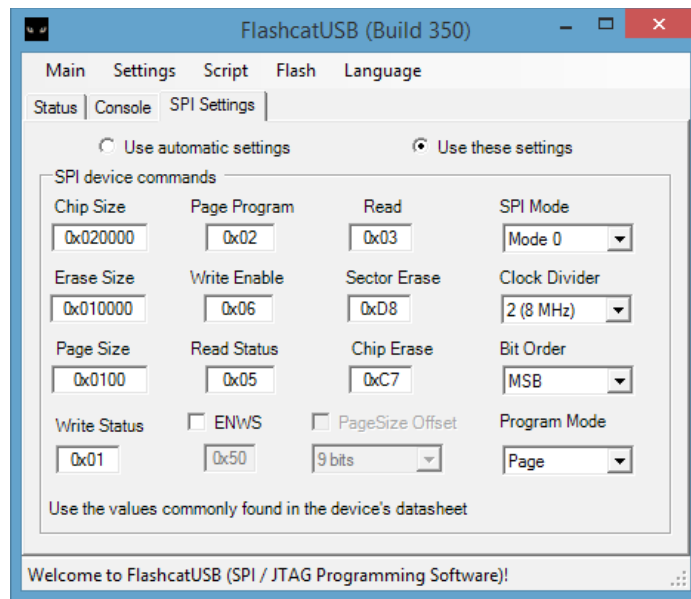 FlashcatUSB (Build 350)
Main Settings Script Flash Language
Status Console SPI Settings
Use automatic settings Use these settings
SPI device commands
Chip Size Page Program Read SPI Mode
0x020000 0x02 0x03 Mode 0
Erase Size Write Enable Sector Erase Clock Divider
0x010000 0x06 0xD8 2 (8 MHz)
Page Size Read Status Chip Erase Bit Order
0x0100 0x05 0xC7 MSB
Write Status ENWS PageSize Offset Program Mode
0x01 0x50 9 bits Page
Use the values commonly found in the device's datasheet
Welcome to FlashcatUSB (SPI / JTAG Programming Software)!